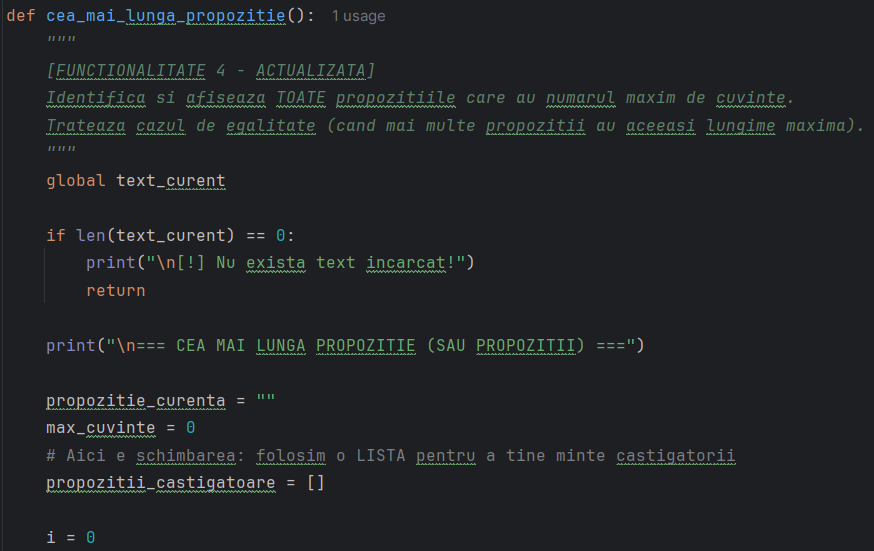 def cea_mai_lunga_propozitie(): 1 usage
"""
[FUNCTIONALITATE 4 - ACTUALIZATA]
Identifica si afiseaza TOATE propozitiile care au numarul maxim de cuvinte.
Trateaza cazul de egalitate (cand mai multe propozitii au aceeasi lungime maxima).
"""
global text_curent
if len(text_curent) == 0:
print("\n[!] Nu exista text incarcat!")
return
print("\n=== CEA MAI LUNGA PROPOZITIE (SAU PROPOZITII) ===")
propozitie_curenta = ""
max_cuvinte = 0
# Aici e schimbarea: folosim o LISTA pentru a tine minte castigatorii
propozitii_castigatoare = []
i = 0